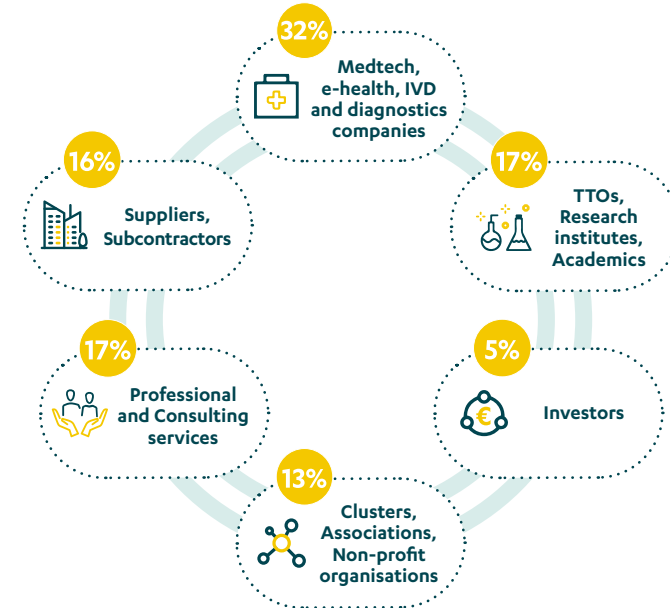 32%
Medtech,
e-health, IVD
and diagnostics
companies
17%
TTOs,
Research
institutes,
Academics
5%
€
Investors
13%
Clusters,
Associations,
Non-profit
organisations
17%
Professional
and Consulting
services
16%
Suppliers,
Subcontractors